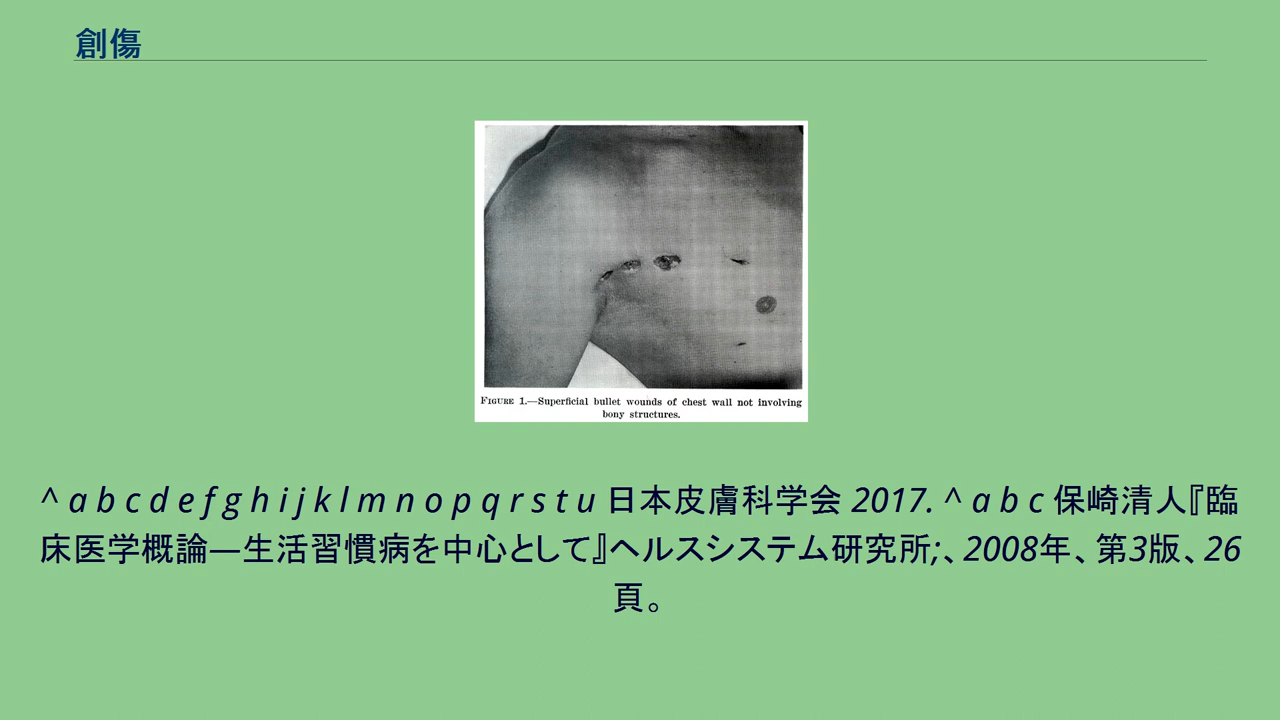 創傷
FIGURE 1.—Superficial bullet wounds of chest wall not involving
bony structures.
^ a b c d e f g h i j k l m n o p q r s t u 日本皮膚科学会 2017. ^ a b c 保崎清人『臨
床医学概論―生活習慣病を中心として』ヘルスシステム研究所;、2008年、第3版、26
頁。